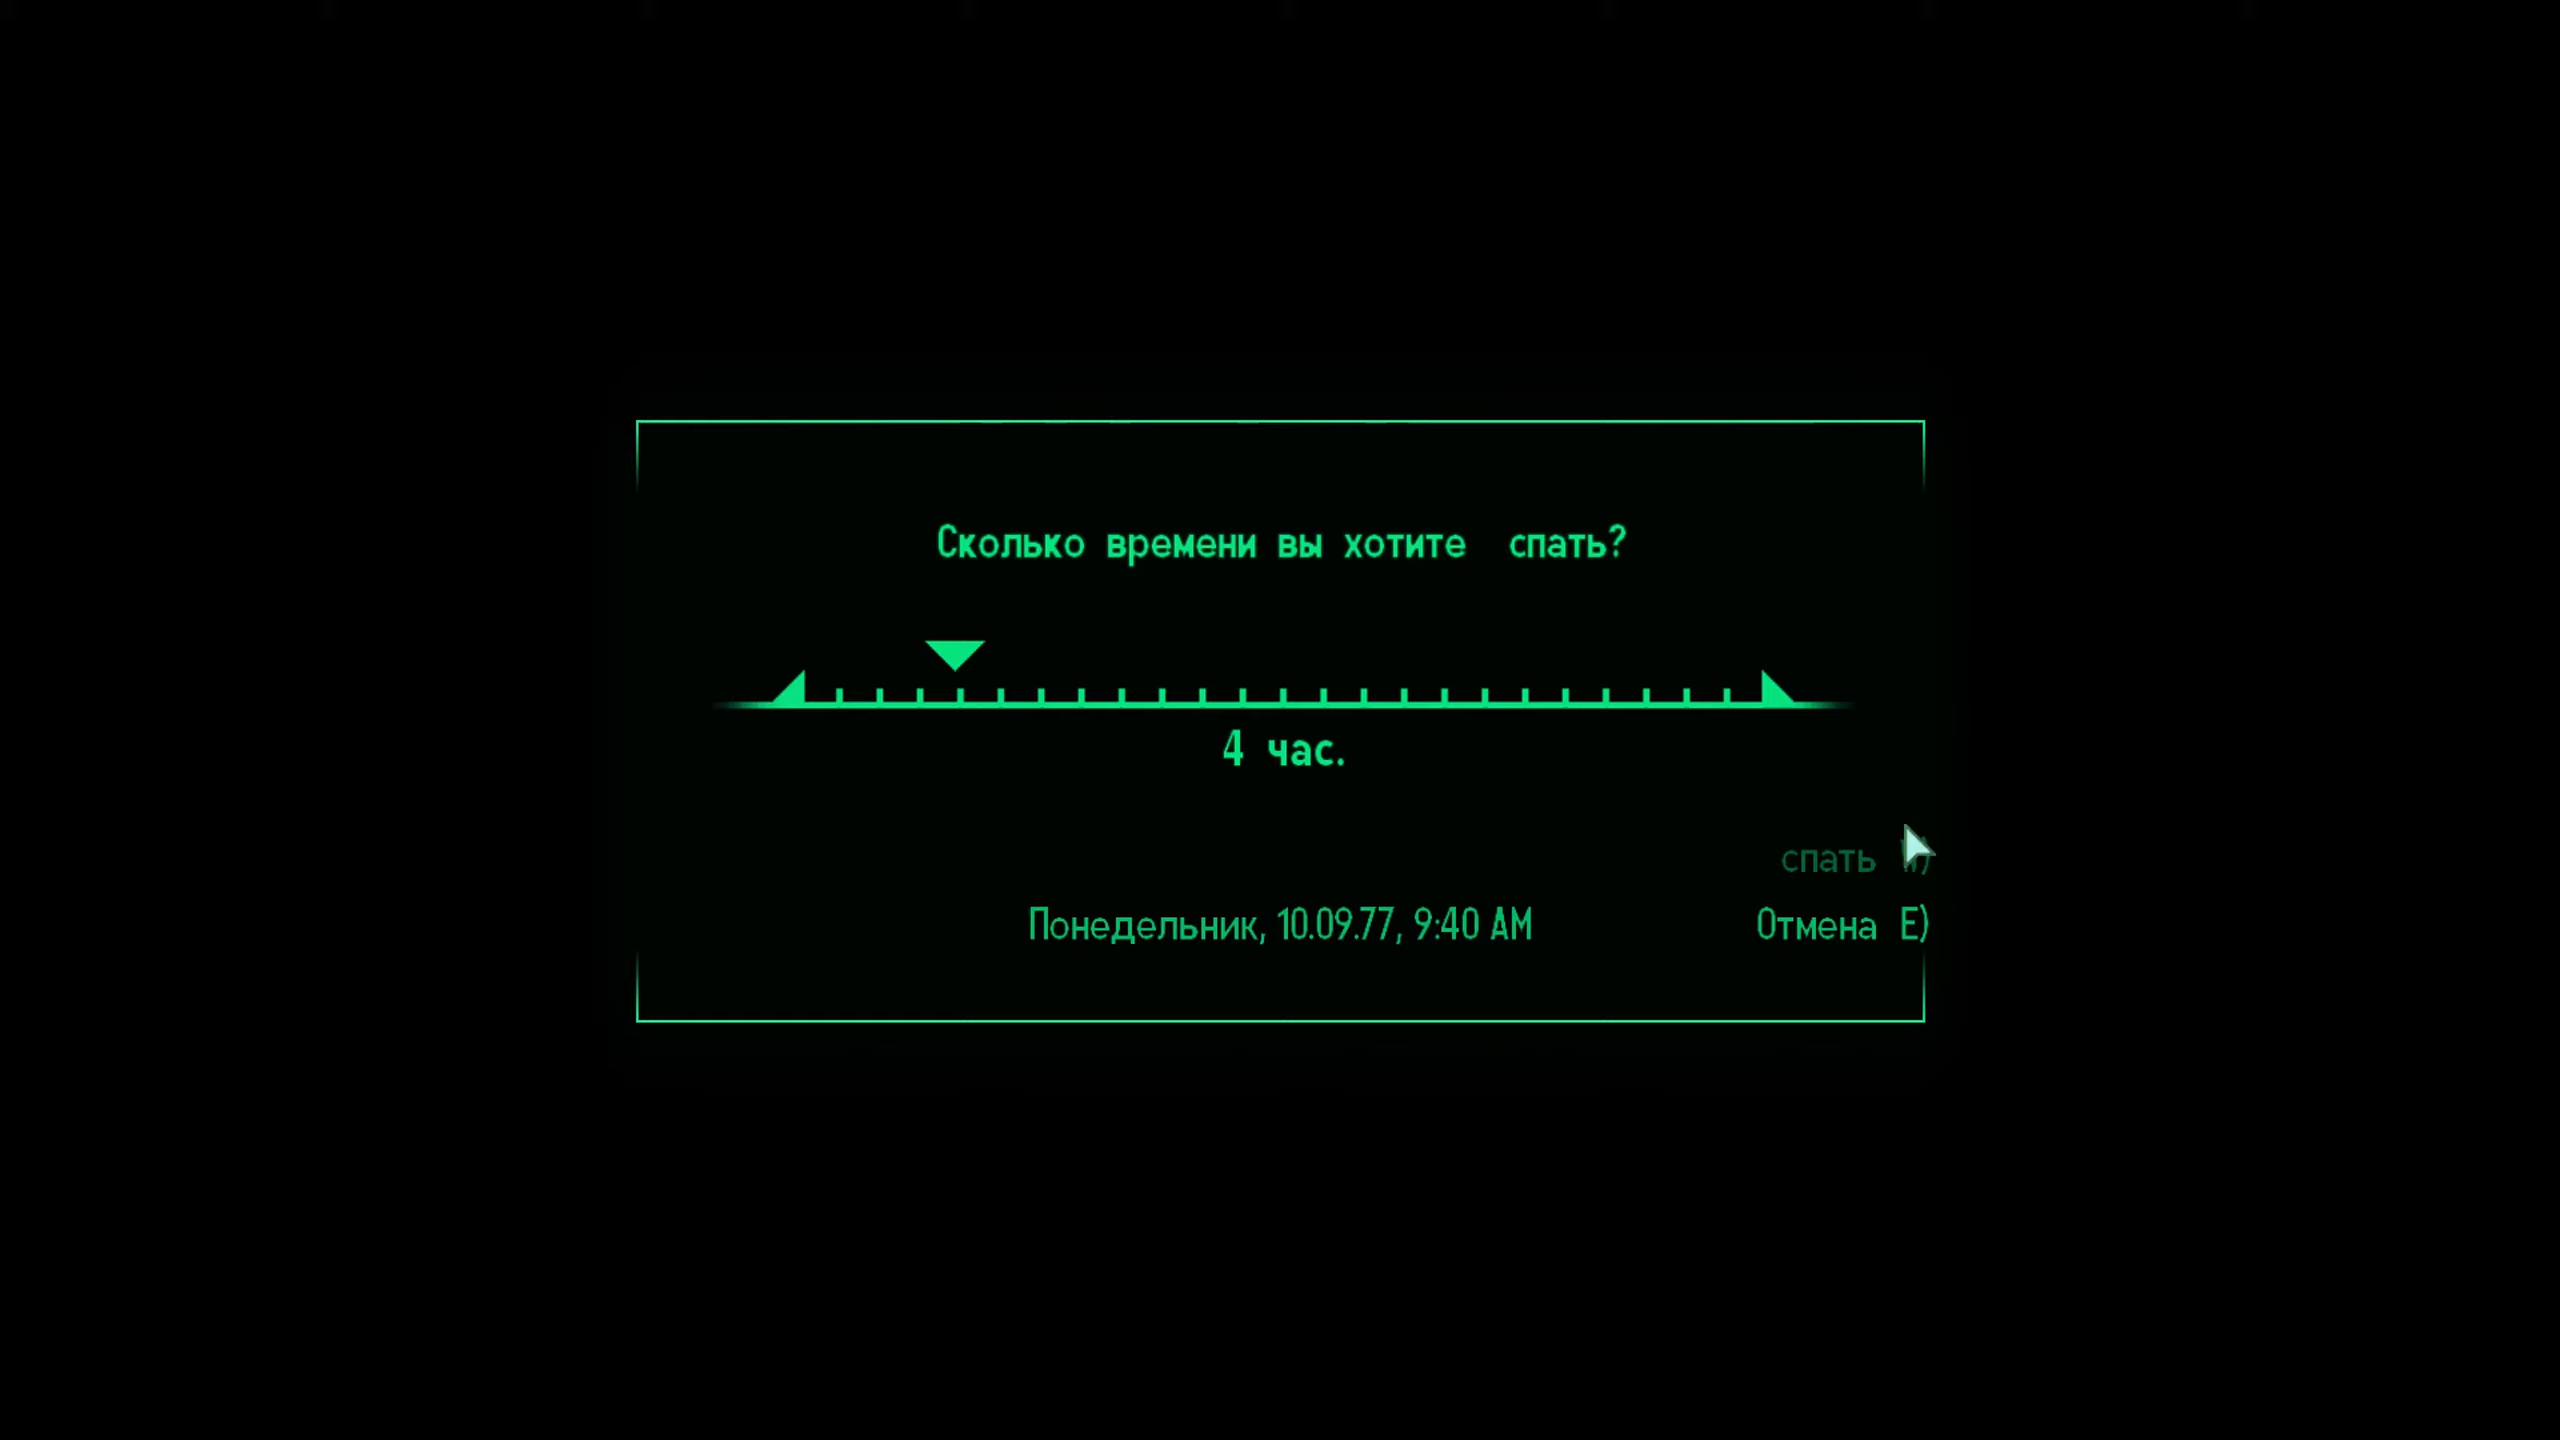 Сколько времени вы хотите спать?
4 час.
спать
Понедельник, 10.09.77, 9:40 AM
Отмена E)